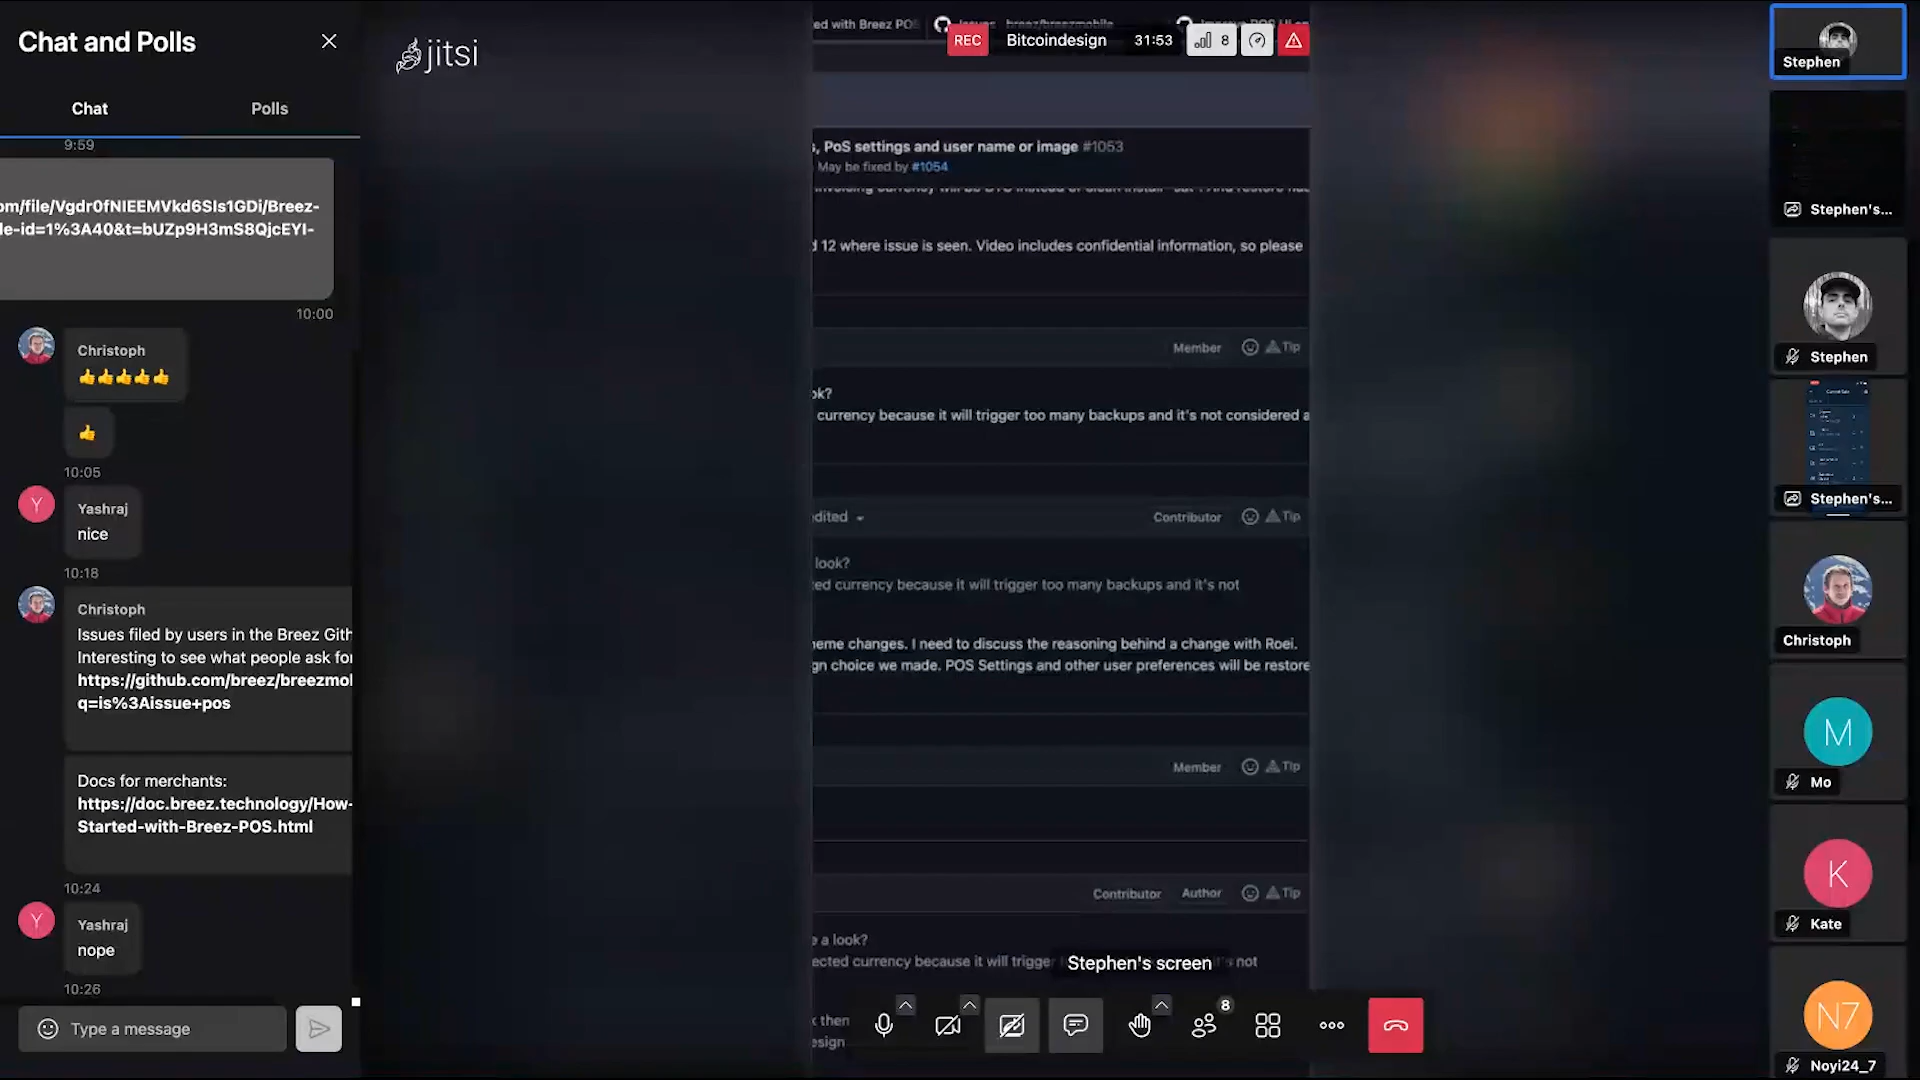 Chat and Polls
Chat
Polls
9:59
om/file/Vgdr0fNIEEMVkd6SIs1GDi/Breez-
le-id=1%3A40&t=bUZp9H3mS8QjcEYI-
10:00
Christoph
10:05
Y
Yashraj
nice
10:18
Christoph
Issues filed by users in the Breez Gith
Interesting to see what people ask for
https://github.com/breez/breezmol
q=is%3Aissue+pos
Docs for merchants:
https://doc.breez.technology/How-
Started-with-Breez-POS.html
10:24
Y
Yashraj
nope
10:26
Type a message
jitsi
ed with Breez POS
Issues · breez/breezmobile
REC
Bitcoindesign
31:53
8
s, PoS settings and user name or image #1053
May be fixed by #1054
d 12 where issue is seen. Video includes confidential information, so please
Member
Tip
ok?
currency because it will trigger too many backups and it's not considered a
dited
Contributor
Tip
look?
ted currency because it will trigger too many backups and it's not
heme changes. I need to discuss the reasoning behind a change with Roei.
gn choice we made. POS Settings and other user preferences will be restore
Member
Tip
Contributor
Author
Tip
e a look?
ected currency because it will trigger
's not
Stephen's screen
k then
esign
8
Stephen
Stephen's...
Stephen
Stephen's...
Christoph
M
Mo
K
Kate
N7
Noyi24_7